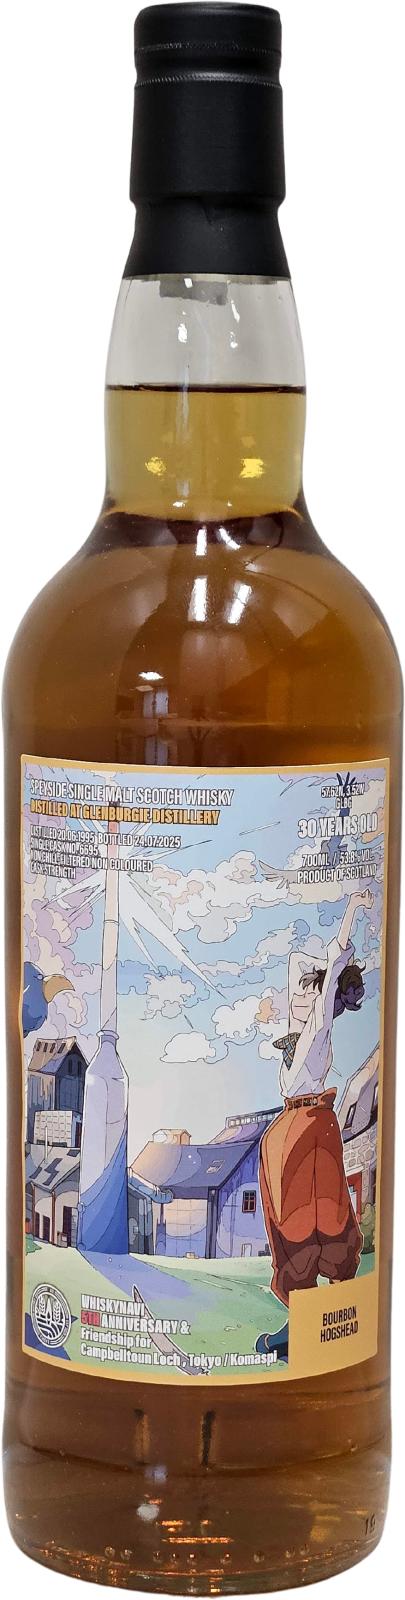 SPEYSIDE SINGLE MALT SCOTCH WHISKY
DISTILLED AT GLENBURGIE DISTILLERY
DISTILLED 20.06.1995 BOTTLED 24.07.2025
SINGLE CASK NO. 6695
NON CHILL FILTERED NON COLOURED
CASK STRENGTH
57.62N, 3.52W
GLBG
30 YEARS OLD
700ML / 53.8% VOL.
PRODUCT OF SCOTLAND
WHISKYNAVI
5TH ANNIVERSARY &
Friendship for
Campbelltoun Loch, Tokyo / Komaspi
BOURBON
HOGSHEAD